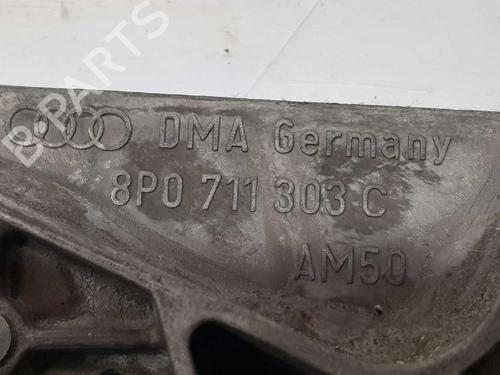 B-PARTS
DMA Germany
8P0 711 303 C
AM50